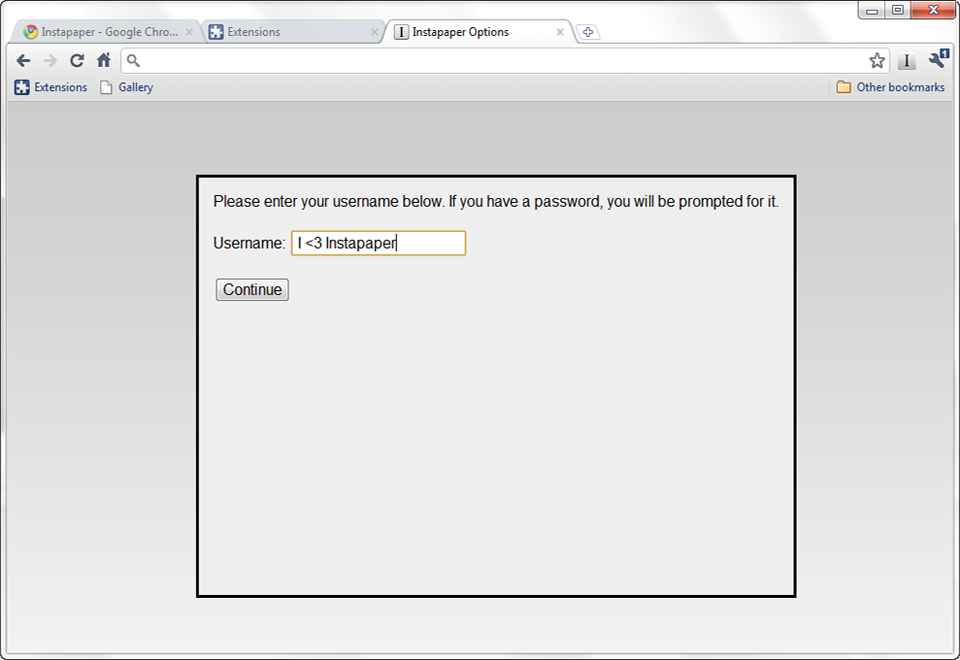 Instapaper - Google Chro...
Extensions
I Instapaper Options
I
1
Extensions
Gallery
Other bookmarks
Please enter your username below. If you have a password, you will be prompted for it.
Username: I <3 Instapaper
Continue